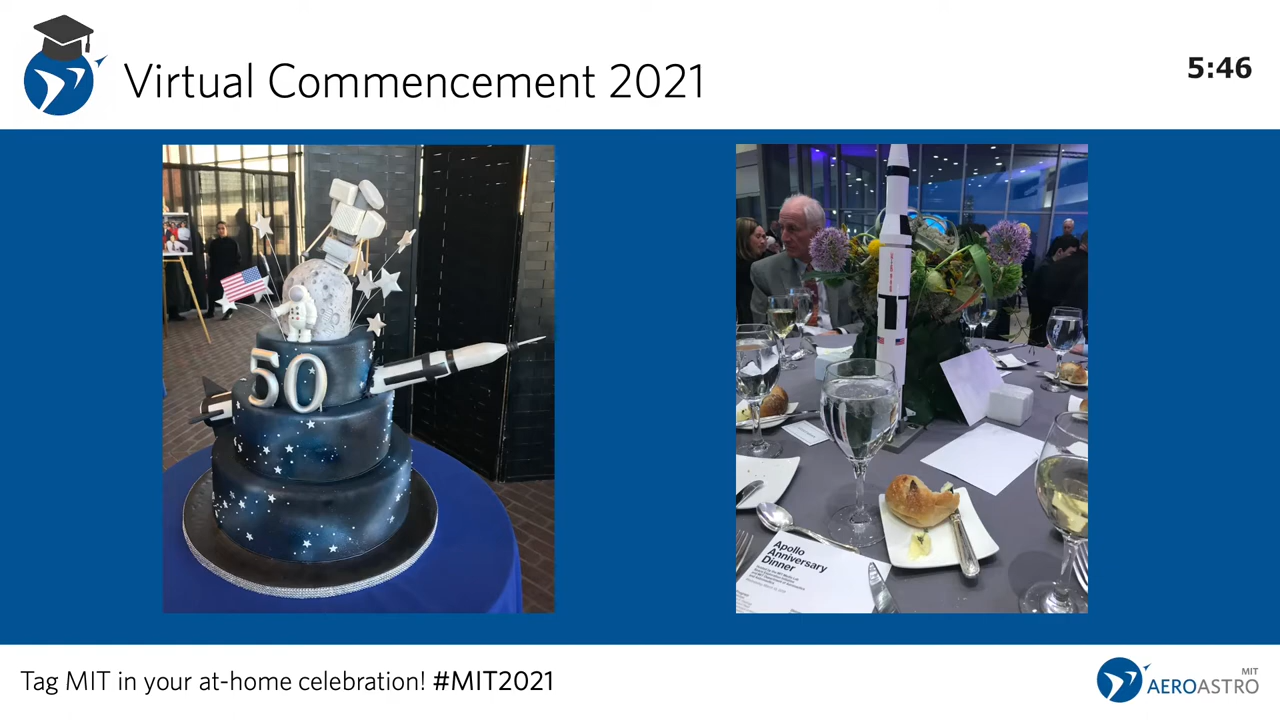 Virtual Commencement 2021
5:46
50
Apollo
Anniversary
Dinner
Tag MIT in your at-home celebration! #MIT2021
MIT
AEROASTRO